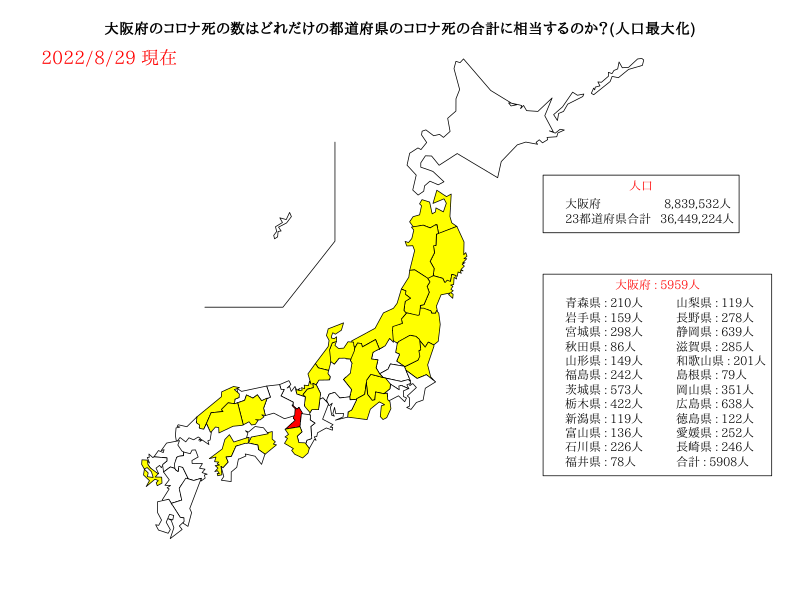 大阪府のコロナ死の数はどれだけの都道府県のコロナ死の合計に相当するのか?(人口最大化)
2022/8/29 現在
人口
大阪府 8,839,532人
23都道府県合計 36,449,224人
大阪府 : 5959人
青森県 : 210人 山梨県 : 119人
岩手県 : 159人 長野県 : 278人
宮城県 : 298人 静岡県 : 639人
秋田県 : 86人 滋賀県 : 285人
山形県 : 149人 和歌山県 : 201人
福島県 : 242人 島根県 : 79人
茨城県 : 573人 岡山県 : 351人
栃木県 : 422人 広島県 : 638人
新潟県 : 119人 徳島県 : 122人
富山県 : 136人 愛媛県 : 252人
石川県 : 226人 長崎県 : 246人
福井県 : 78人 合計 : 5908人